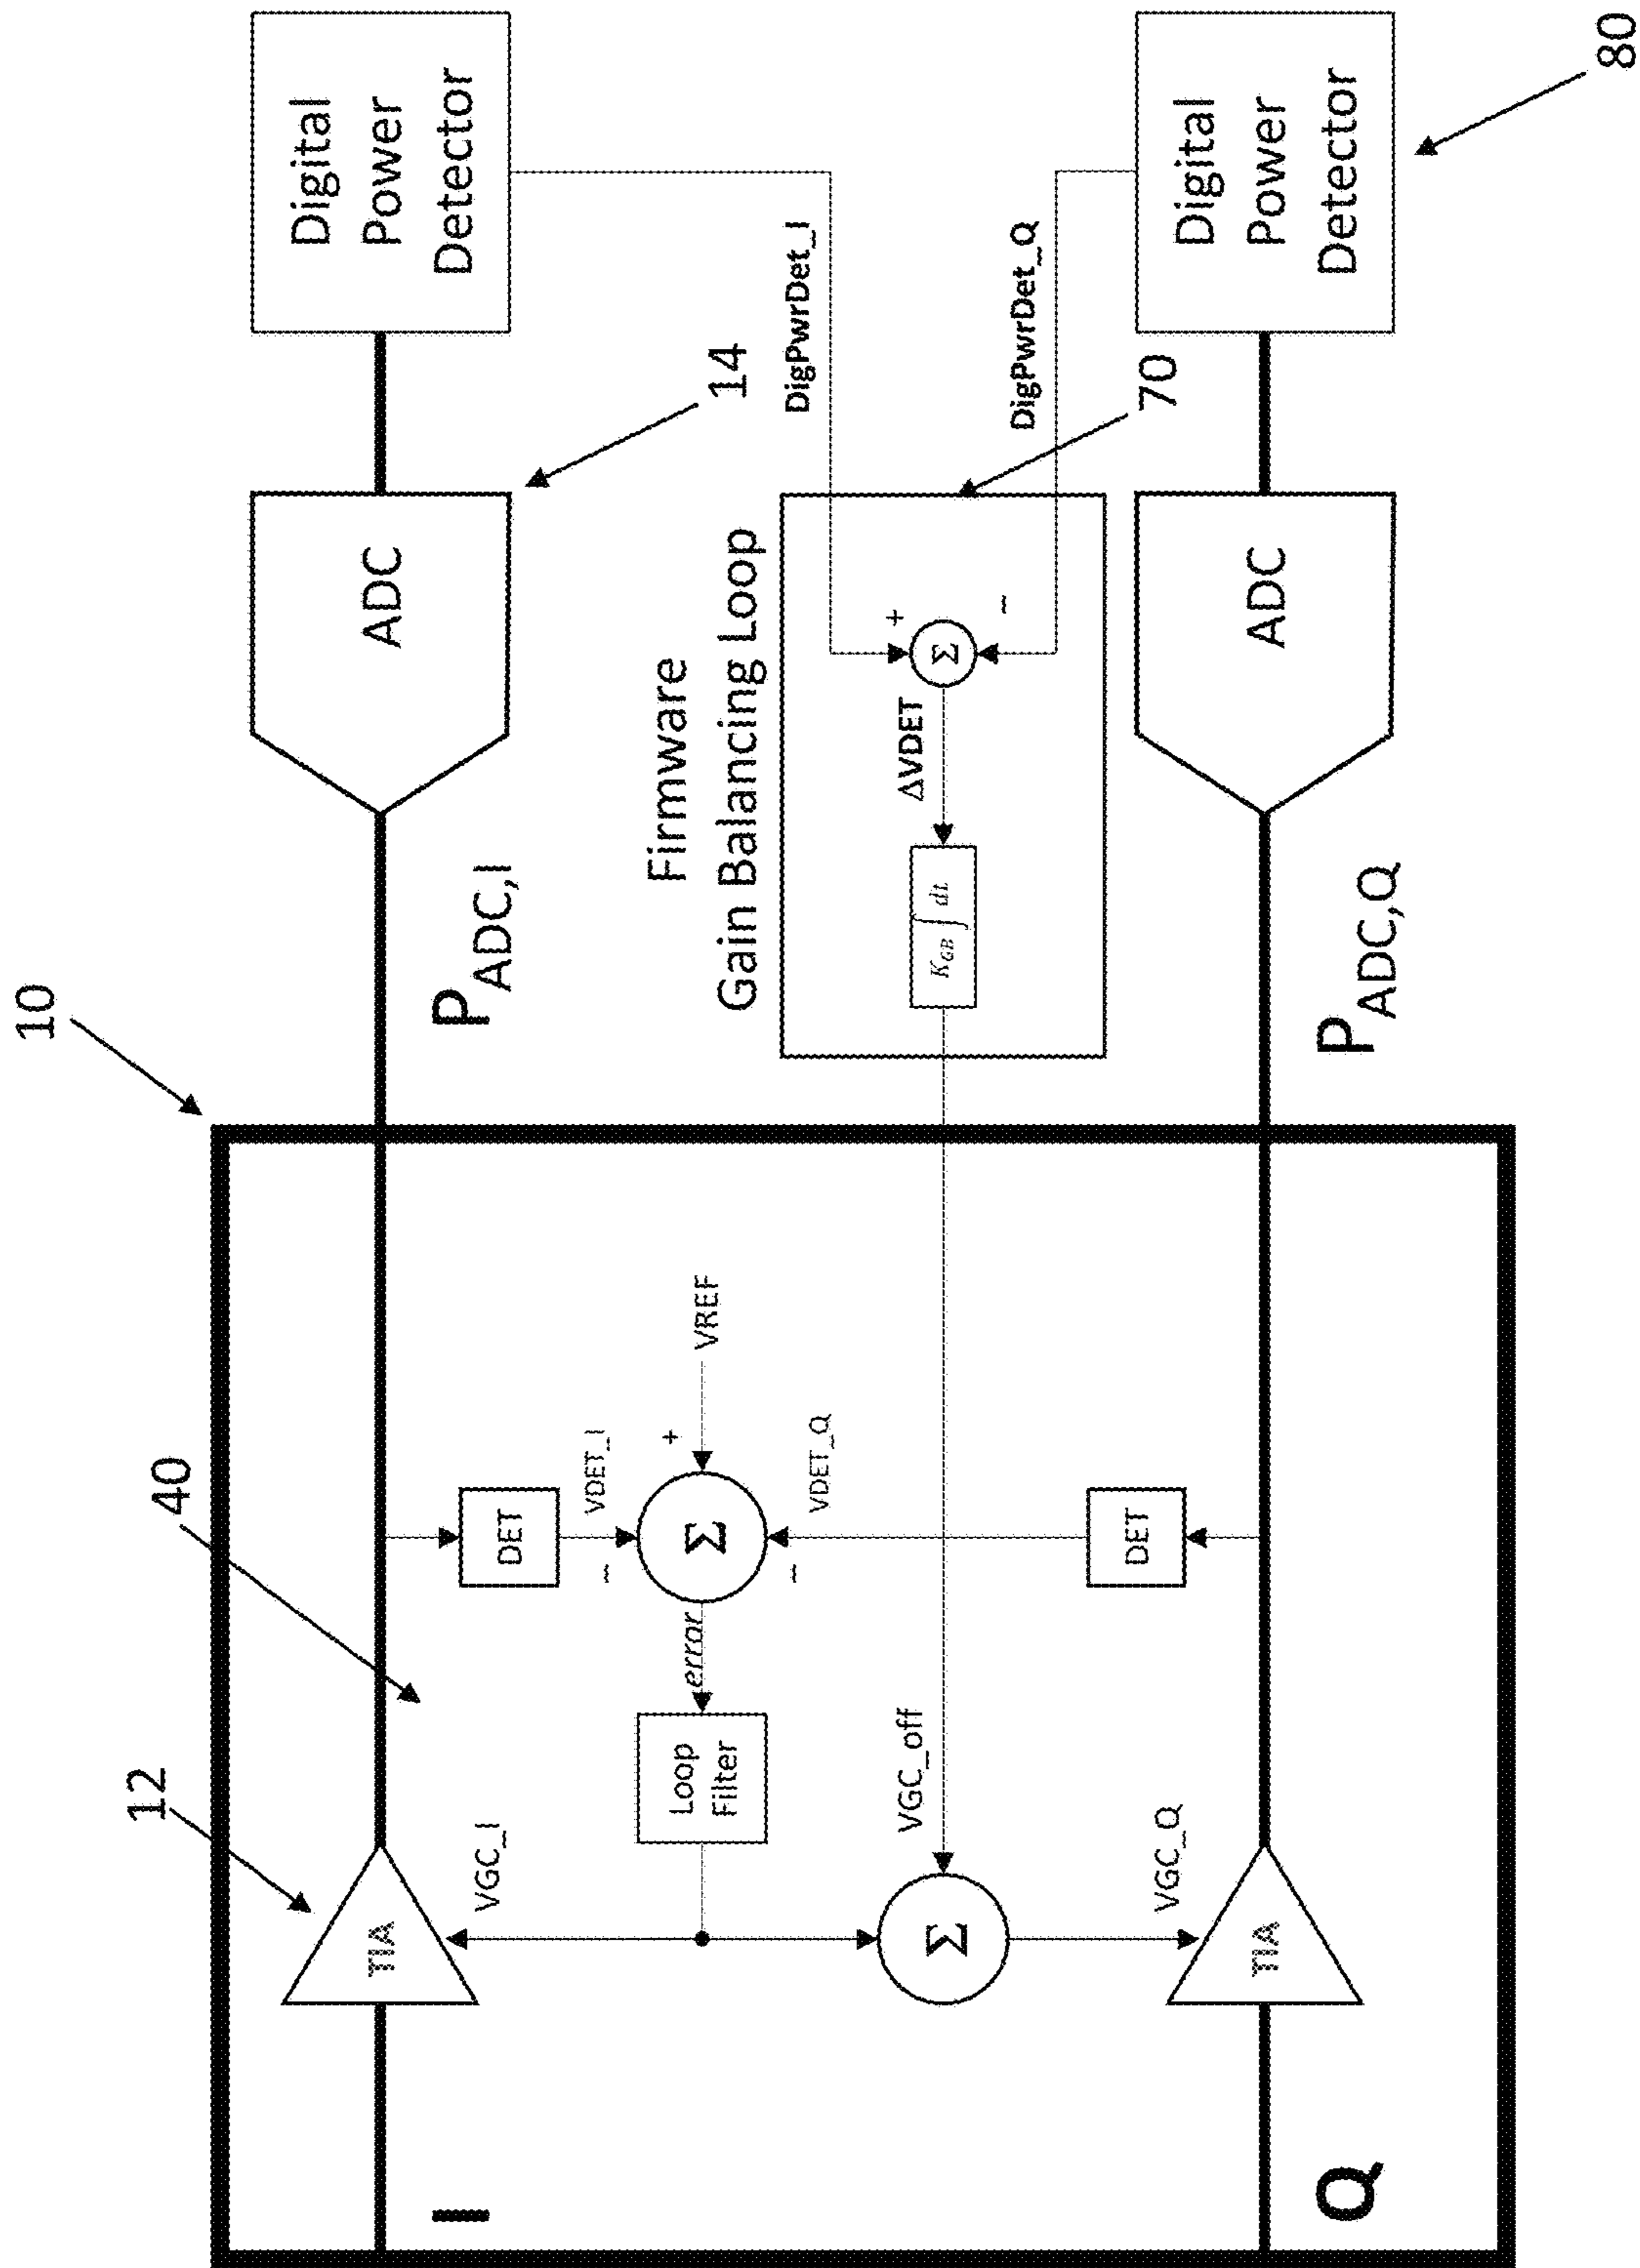 10
12
40
I
TIA
VGC_I
DET
VDET_I
−
+
VREF
Σ
error
Loop
Filter
−
VDET_Q
DET
VGC_off
Σ
VGC_Q
TIA
Q
P_ADC,I
ADC
14
Digital
Power
Detector
Firmware
Gain Balancing Loop
K_GB ∫ dt
ΔVDET
Σ
+
−
DigPwrDet_I
DigPwrDet_Q
70
P_ADC,Q
ADC
Digital
Power
Detector
80